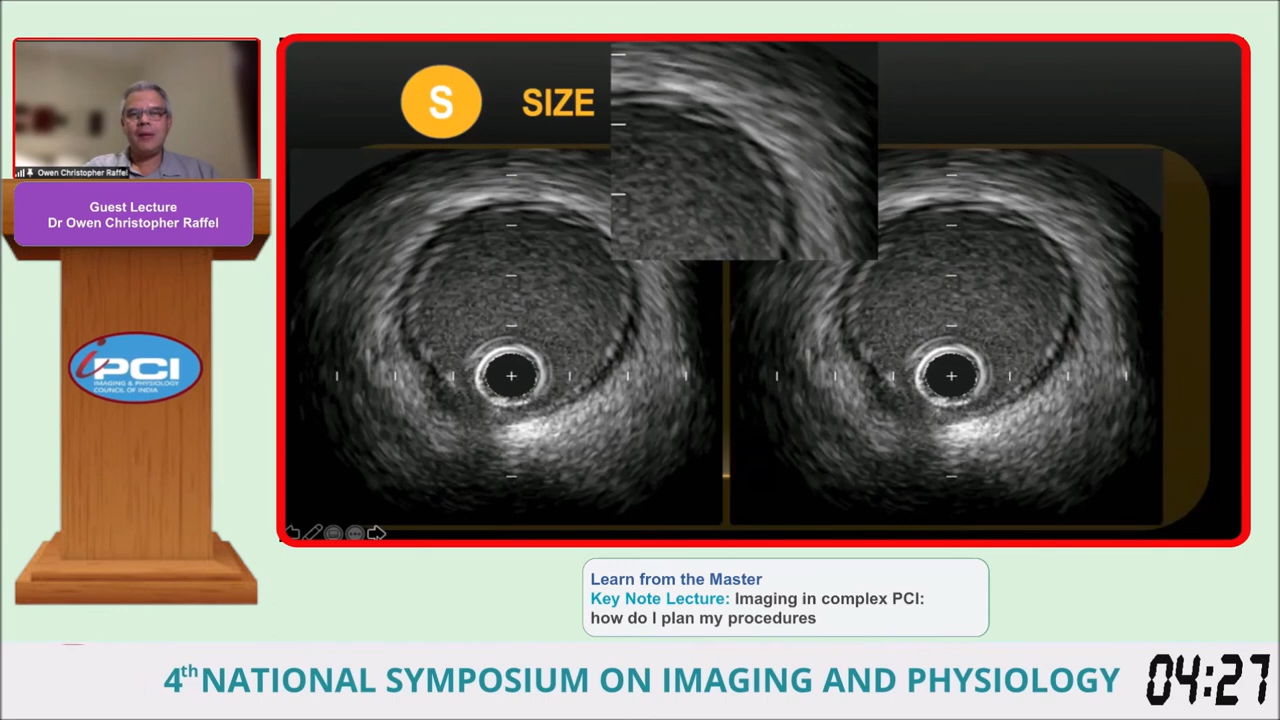 S
SIZE
Owen Christopher Raffel
Guest Lecture
Dr Owen Christopher Raffel
iPCI
IMAGING & PHYSIOLOGY
COUNCIL OF INDIA
Learn from the Master
Key Note Lecture: Imaging in complex PCI:
how do I plan my procedures
4th NATIONAL SYMPOSIUM ON IMAGING AND PHYSIOLOGY
04:27